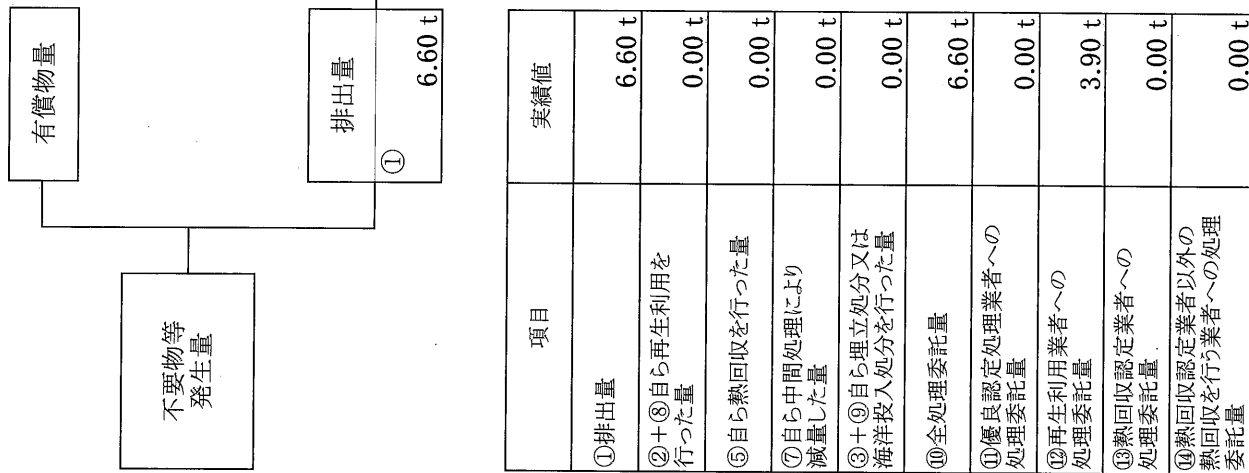 有償物量
不要物等
発生量
排出量
①
6.60 t
項目
実績値
①排出量
6.60 t
②+⑧自ら再生利用を
行った量
0.00 t
⑤自ら熱回収を行った量
0.00 t
⑦自ら中間処理により
減量した量
0.00 t
③+⑨自ら埋立処分又は
海洋投入処分を行った量
0.00 t
⑩全処理委託量
6.60 t
⑪優良認定処理業者への
処理委託量
0.00 t
⑫再生利用業者への
処理委託量
3.90 t
⑬熱回収認定業者への
処理委託量
0.00 t
⑭熱回収認定業者以外の
熱回収を行う業者への処理
委託量
0.00 t